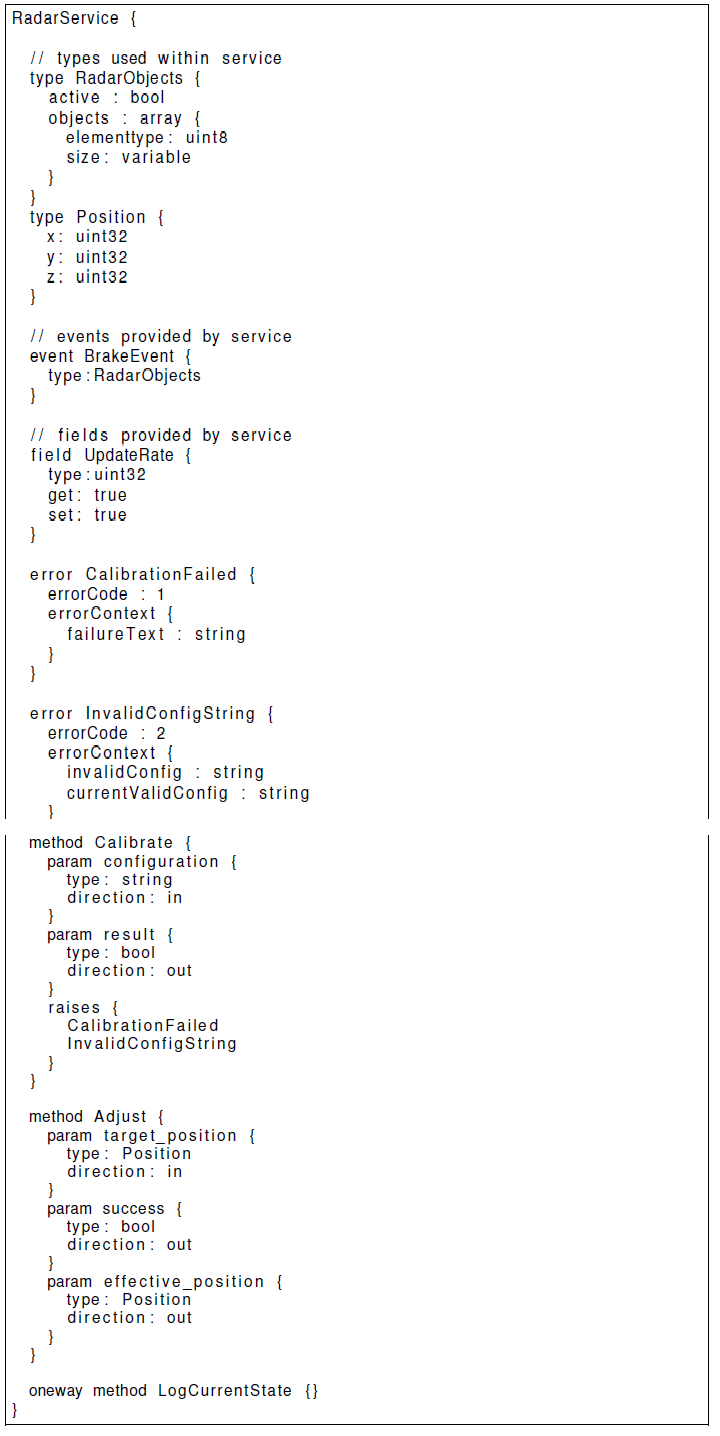 RadarService {
// types used within service
type RadarObjects {
active : bool
objects : array {
elementtype: uint8
size: variable
}
}
type Position {
x: uint32
y: uint32
z: uint32
}
// events provided by service
event BrakeEvent {
type:RadarObjects
}
// fields provided by service
field UpdateRate {
type:uint32
get: true
set: true
}
error CalibrationFailed {
errorCode : 1
errorContext {
failureText : string
}
}
error InvalidConfigString {
errorCode : 2
errorContext {
invalidConfig : string
currentValidConfig : string
}
method Calibrate {
param configuration {
type: string
direction: in
}
param result {
type: bool
direction: out
}
raises {
CalibrationFailed
InvalidConfigString
}
}
method Adjust {
param target_position {
type: Position
direction: in
}
param success {
type: bool
direction: out
}
param effective_position {
type: Position
direction: out
}
}
oneway method LogCurrentState {}
}